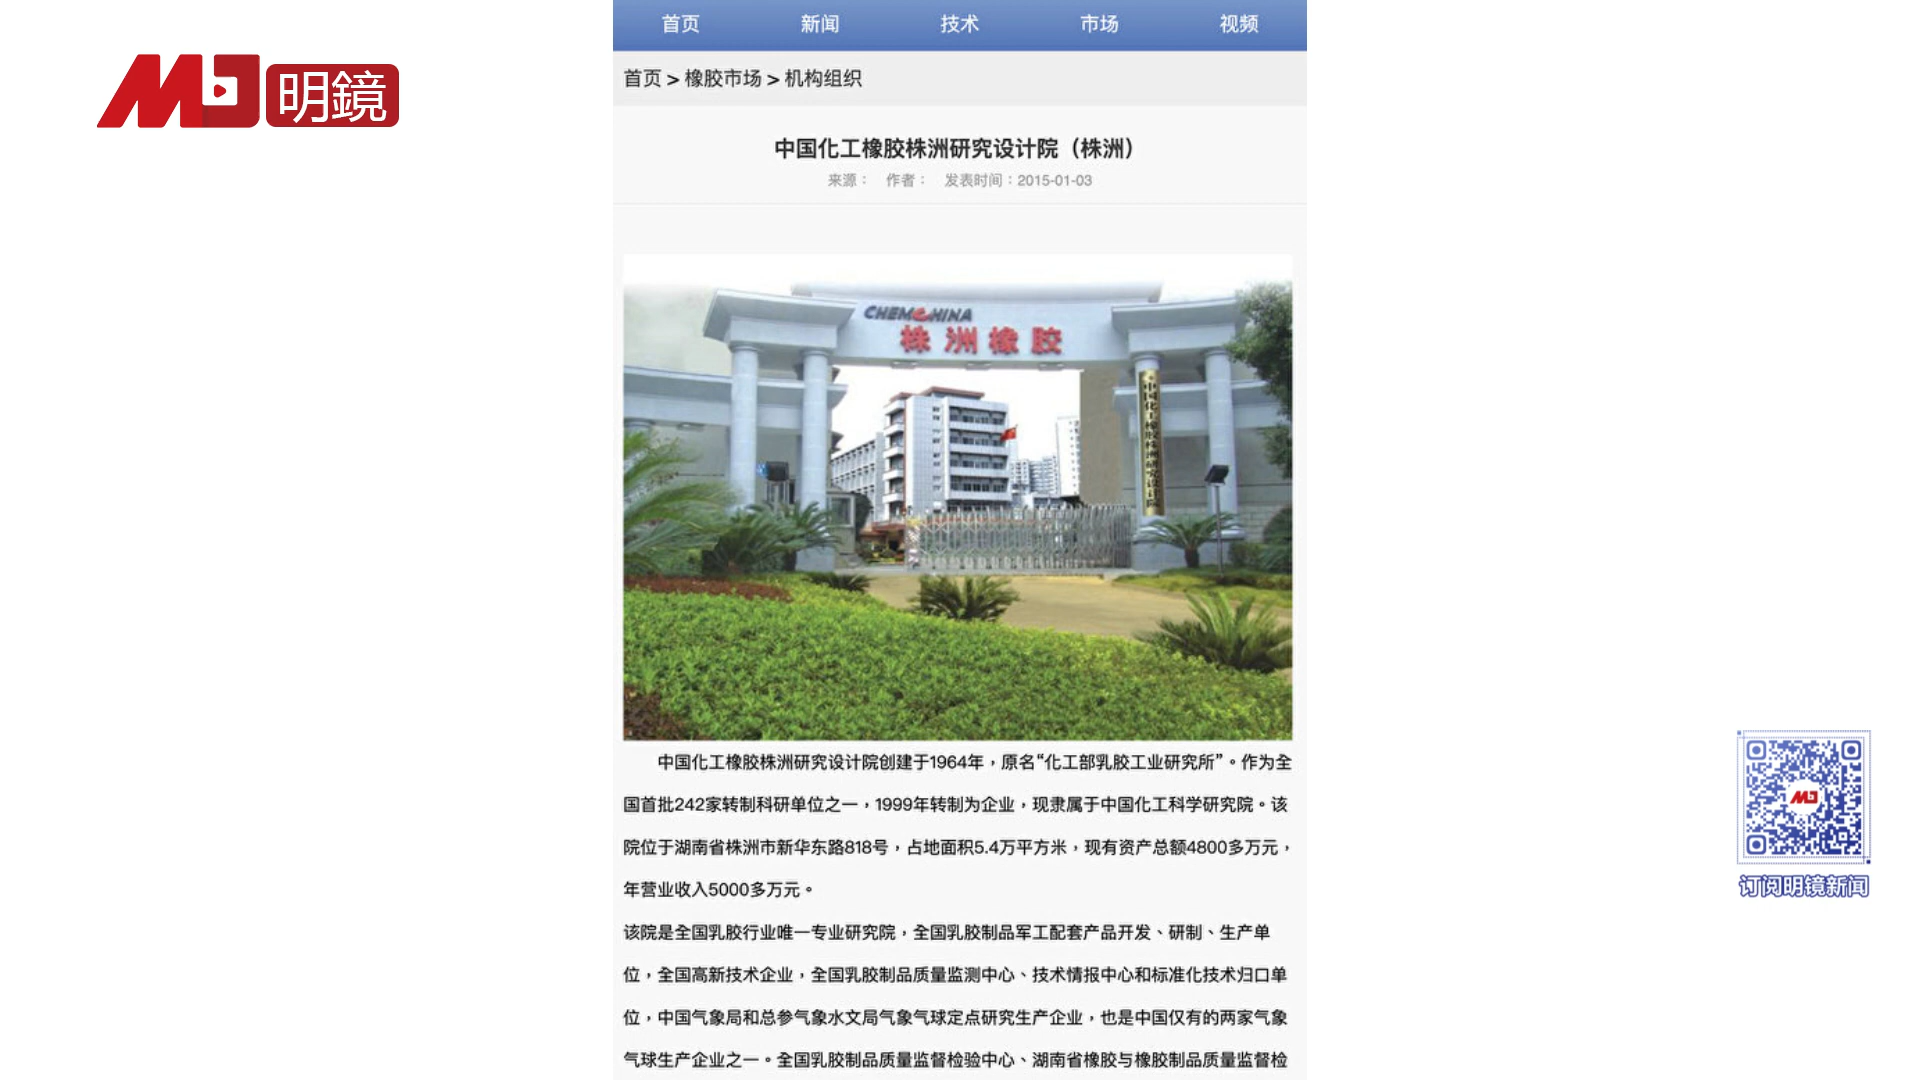 明鏡
首页 新闻 技术 市场 视频
首页 > 橡胶市场 > 机构组织
中国化工橡胶株洲研究设计院（株洲）
来源： 作者： 发表时间：2015-01-03
CHEMCHINA
株洲橡胶
中国化工橡胶株洲研究设计院
中国化工橡胶株洲研究设计院创建于1964年，原名“化工部乳胶工业研究所”。作为全
国首批242家转制科研单位之一，1999年转制为企业，现隶属于中国化工科学研究院。该
院位于湖南省株洲市新华东路818号，占地面积5.4万平方米，现有资产总额4800多万元，
年营业收入5000多万元。
该院是全国乳胶行业唯一专业研究院，全国乳胶制品军工配套产品开发、研制、生产单
位，全国高新技术企业，全国乳胶制品质量监测中心、技术情报中心和标准化技术归口单
位，中国气象局和总参气象水文局气象气球定点研究生产企业，也是中国仅有的两家气象
气球生产企业之一。全国乳胶制品质量监督检验中心、湖南省橡胶与橡胶制品质量监督检
订阅明镜新闻